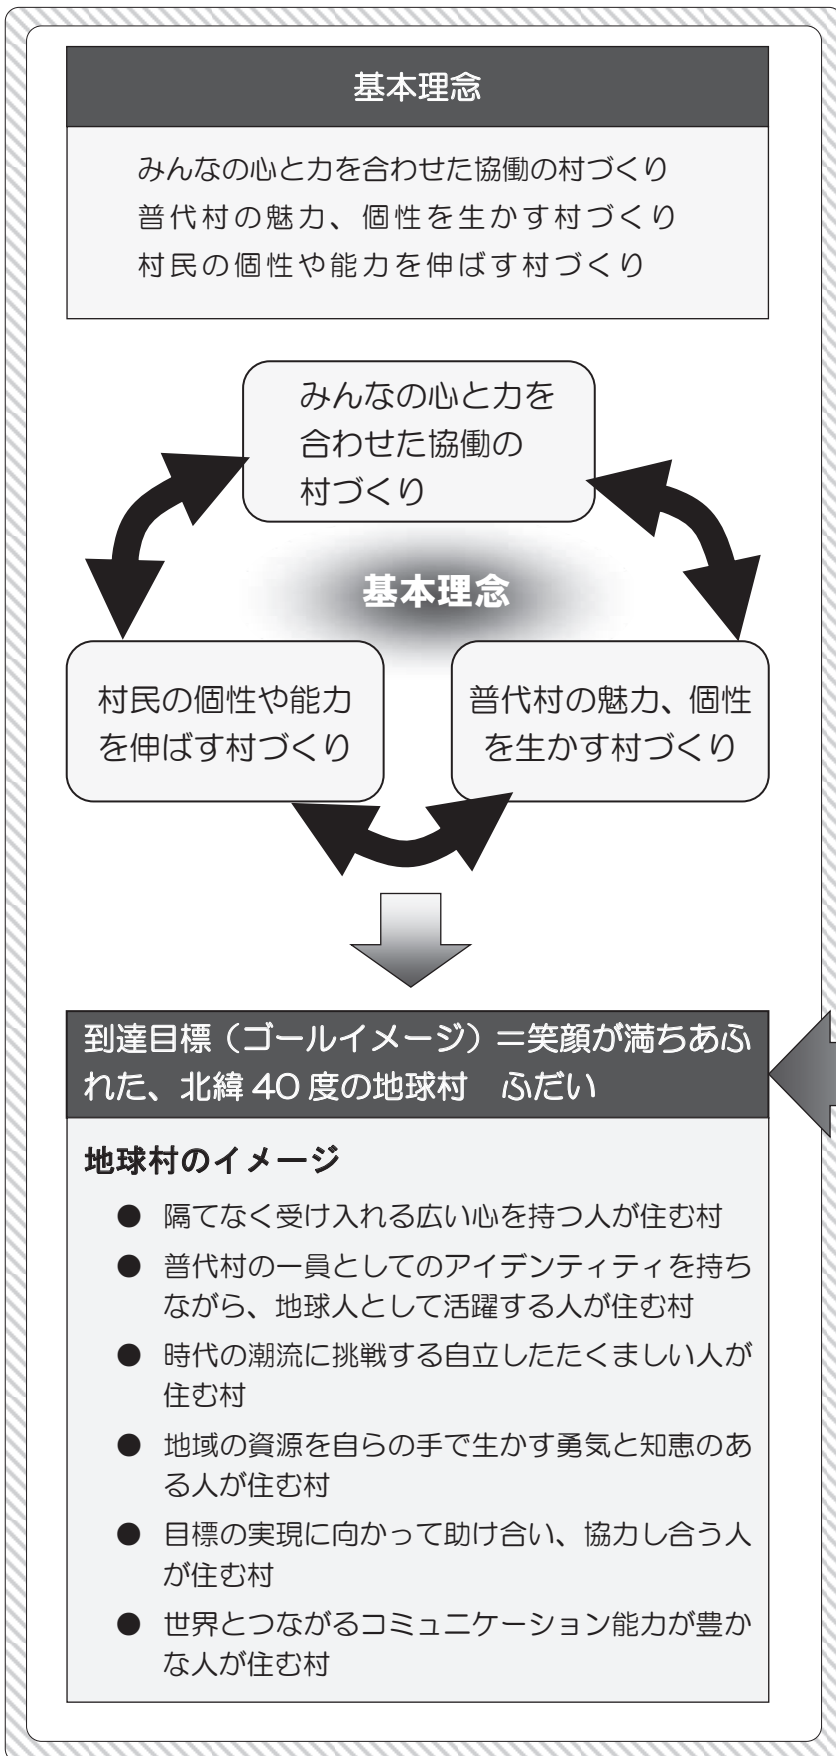 基本理念
みんなの心と力を合わせた協働の村づくり
普代村の魅力、個性を生かす村づくり
村民の個性や能力を伸ばす村づくり
みんなの心と力を
合わせた協働の
村づくり
基本理念
村民の個性や能力
を伸ばす村づくり
普代村の魅力、個性
を生かす村づくり
到達目標（ゴールイメージ）＝笑顔が満ちあふ
れた、北緯40度の地球村　ふだい
地球村のイメージ
● 隔てなく受け入れる広い心を持つ人が住む村
● 普代村の一員としてのアイデンティティを持ち
ながら、地球人として活躍する人が住む村
● 時代の潮流に挑戦する自立したたくましい人が
住む村
● 地域の資源を自らの手で生かす勇気と知恵のあ
る人が住む村
● 目標の実現に向かって助け合い、協力し合う人
が住む村
● 世界とつながるコミュニケーション能力が豊か
な人が住む村